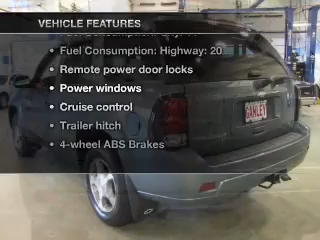 VEHICLE FEATURES
Fuel Consumption: Highway: 20
Remote power door locks
Power windows
Cruise control
Trailer hitch
4-wheel ABS Brakes
GANLEY